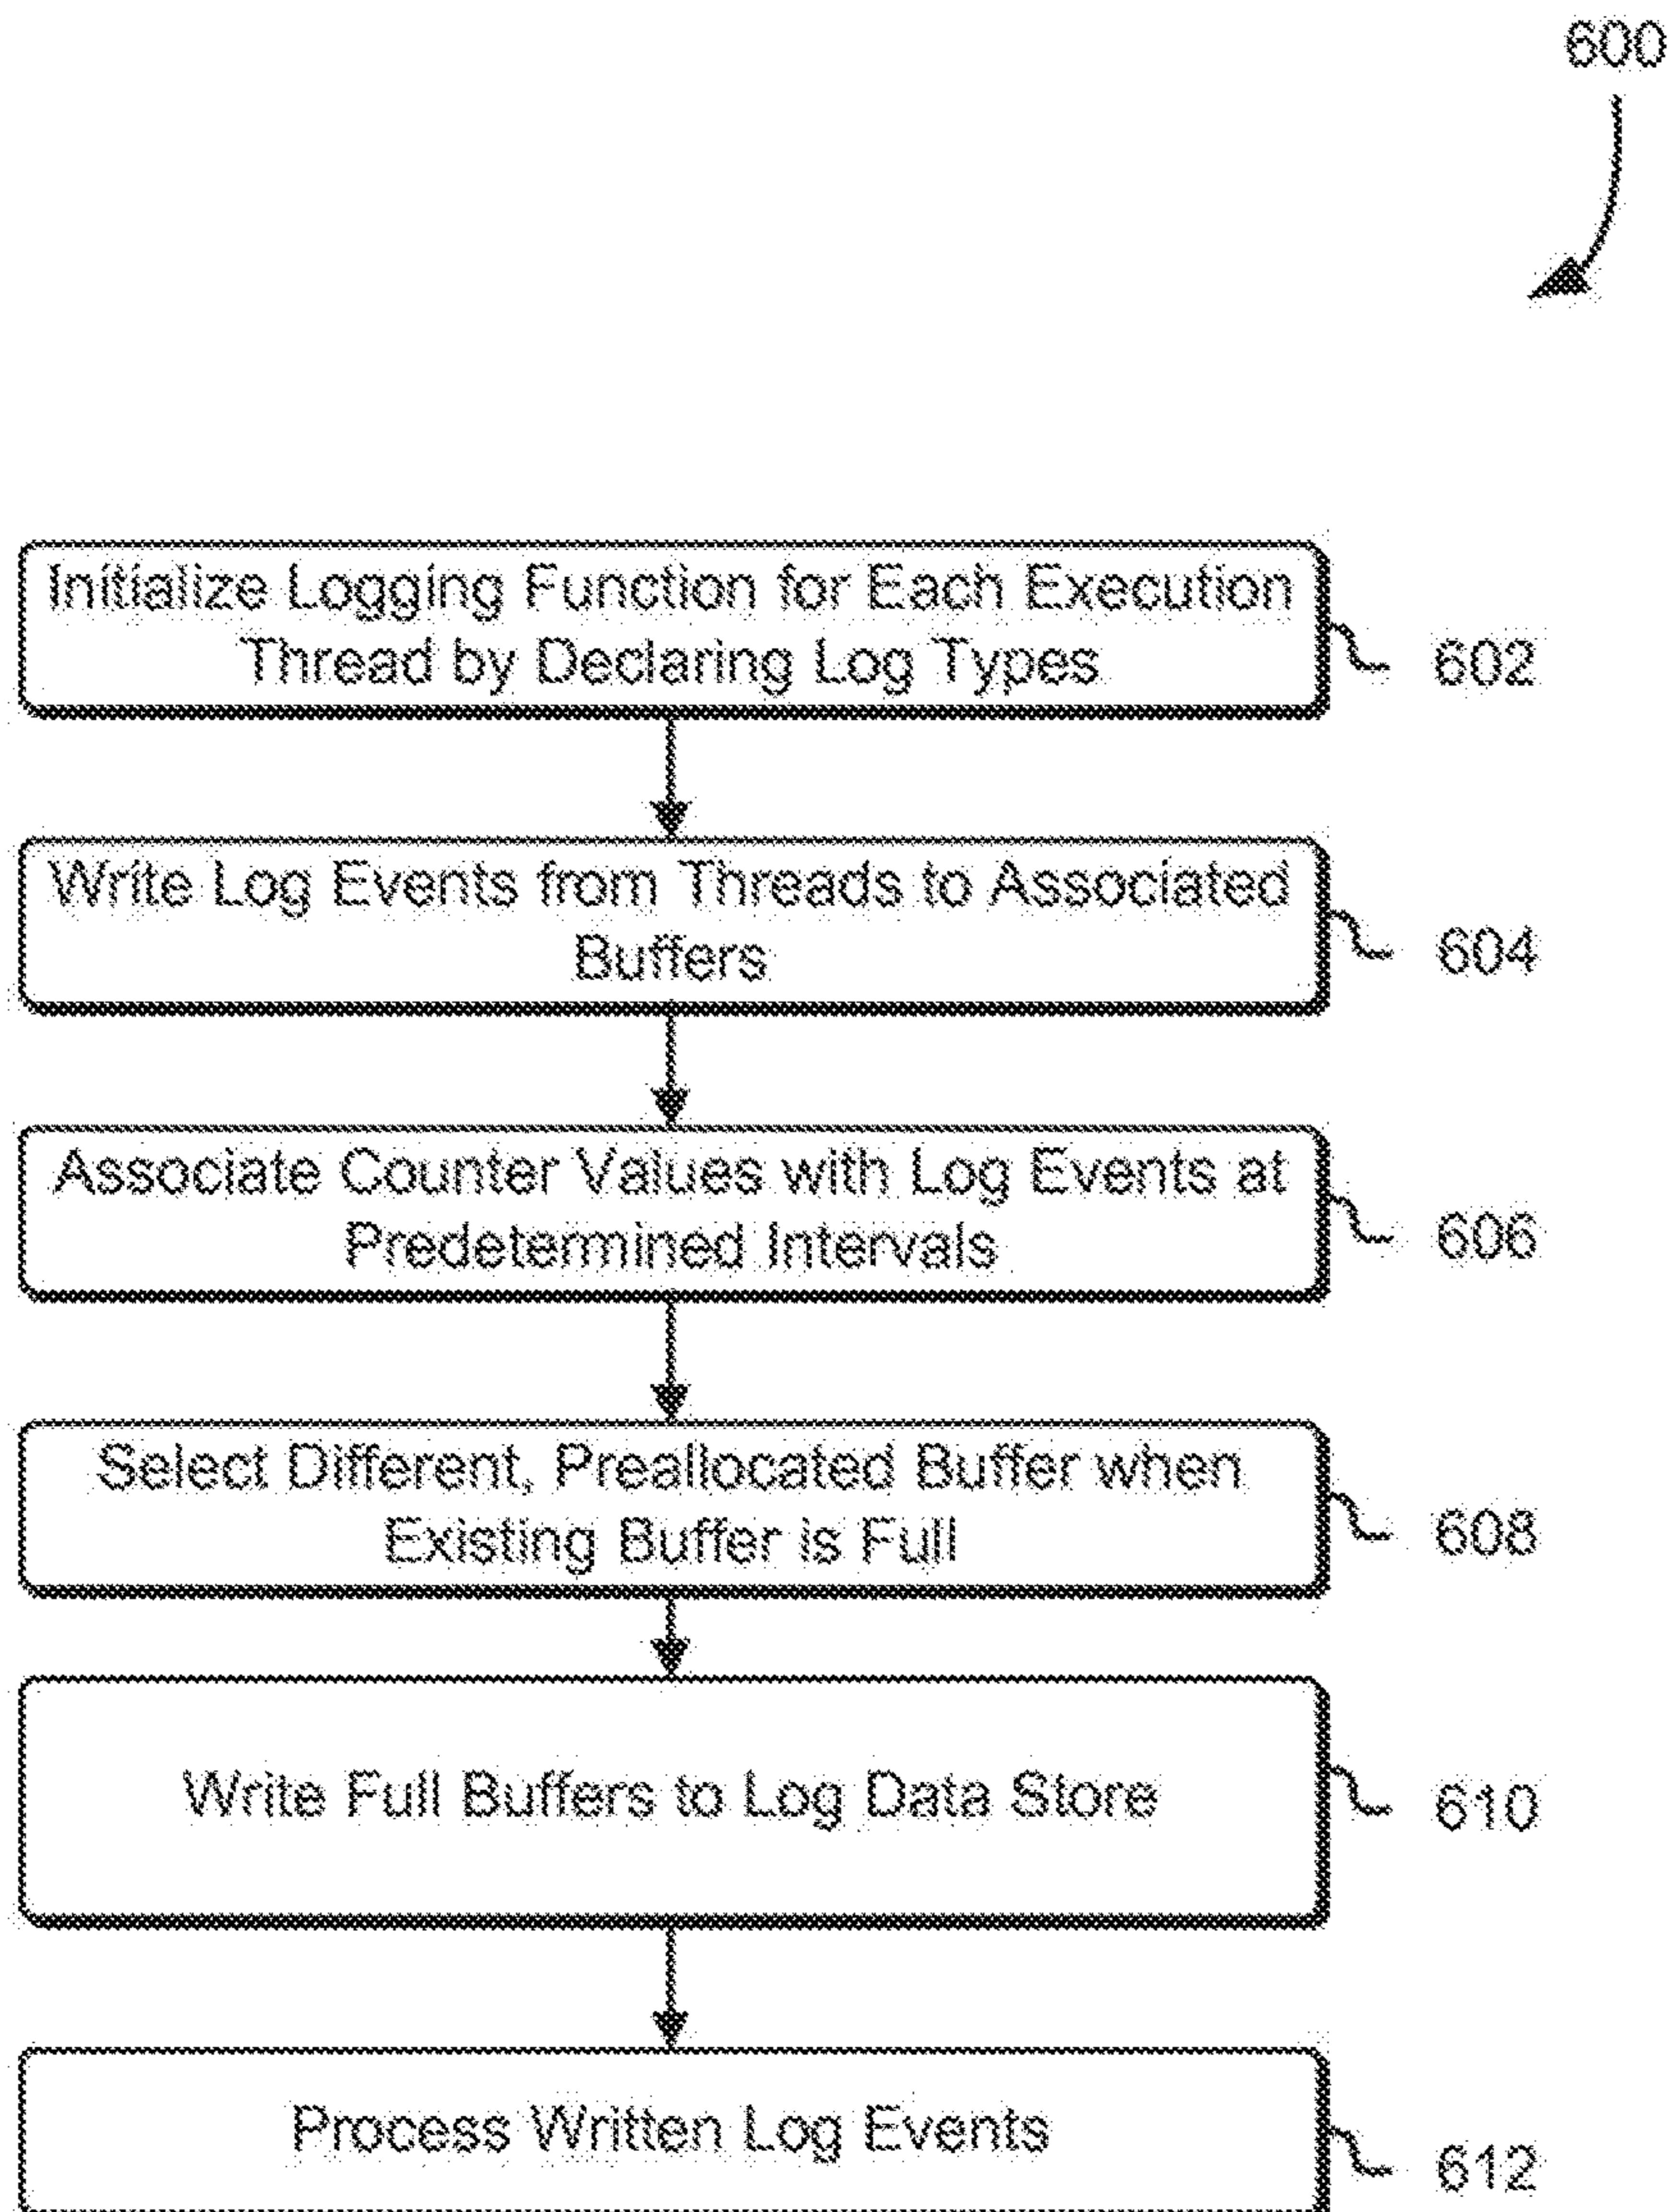 600
Initialize Logging Function for Each Execution
Thread by Declaring Log Types
602
Write Log Events from Threads to Associated
Buffers
604
Associate Counter Values with Log Events at
Predetermined Intervals
606
Select Different, Preallocated Buffer when
Existing Buffer is Full
608
Write Full Buffers to Log Data Store
610
Process Written Log Events
612